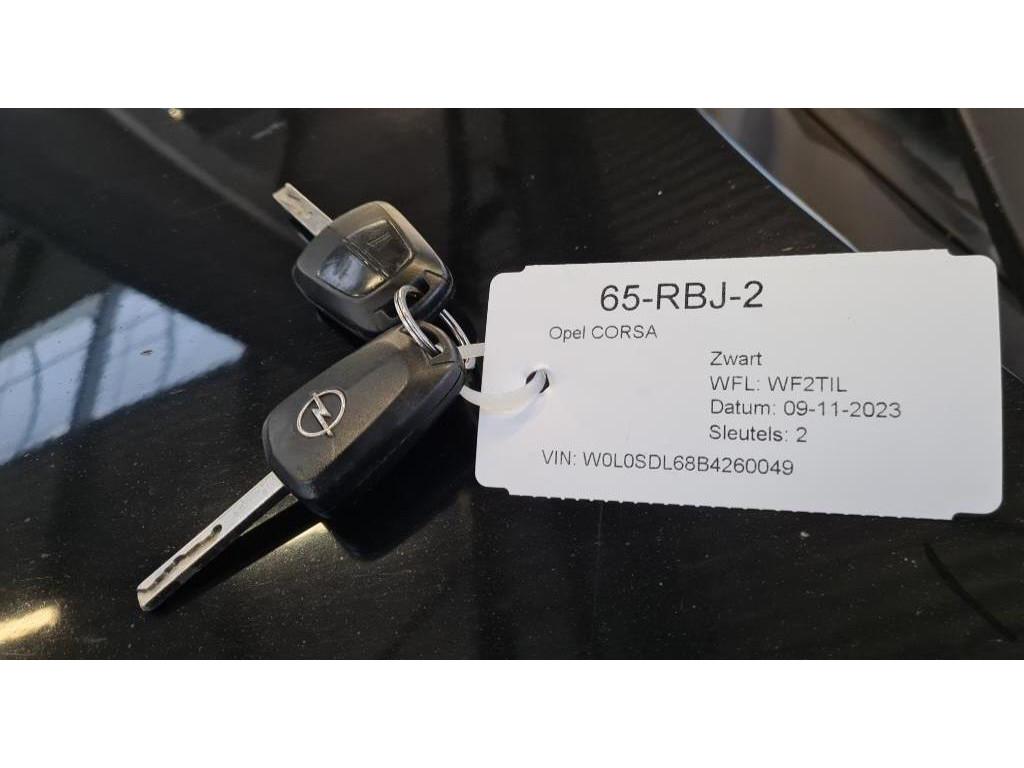 65-RBJ-2
Opel CORSA
Zwart
WFL: WF2TIL
Datum: 09-11-2023
Sleutels: 2
VIN: W0L0SDL68B4260049